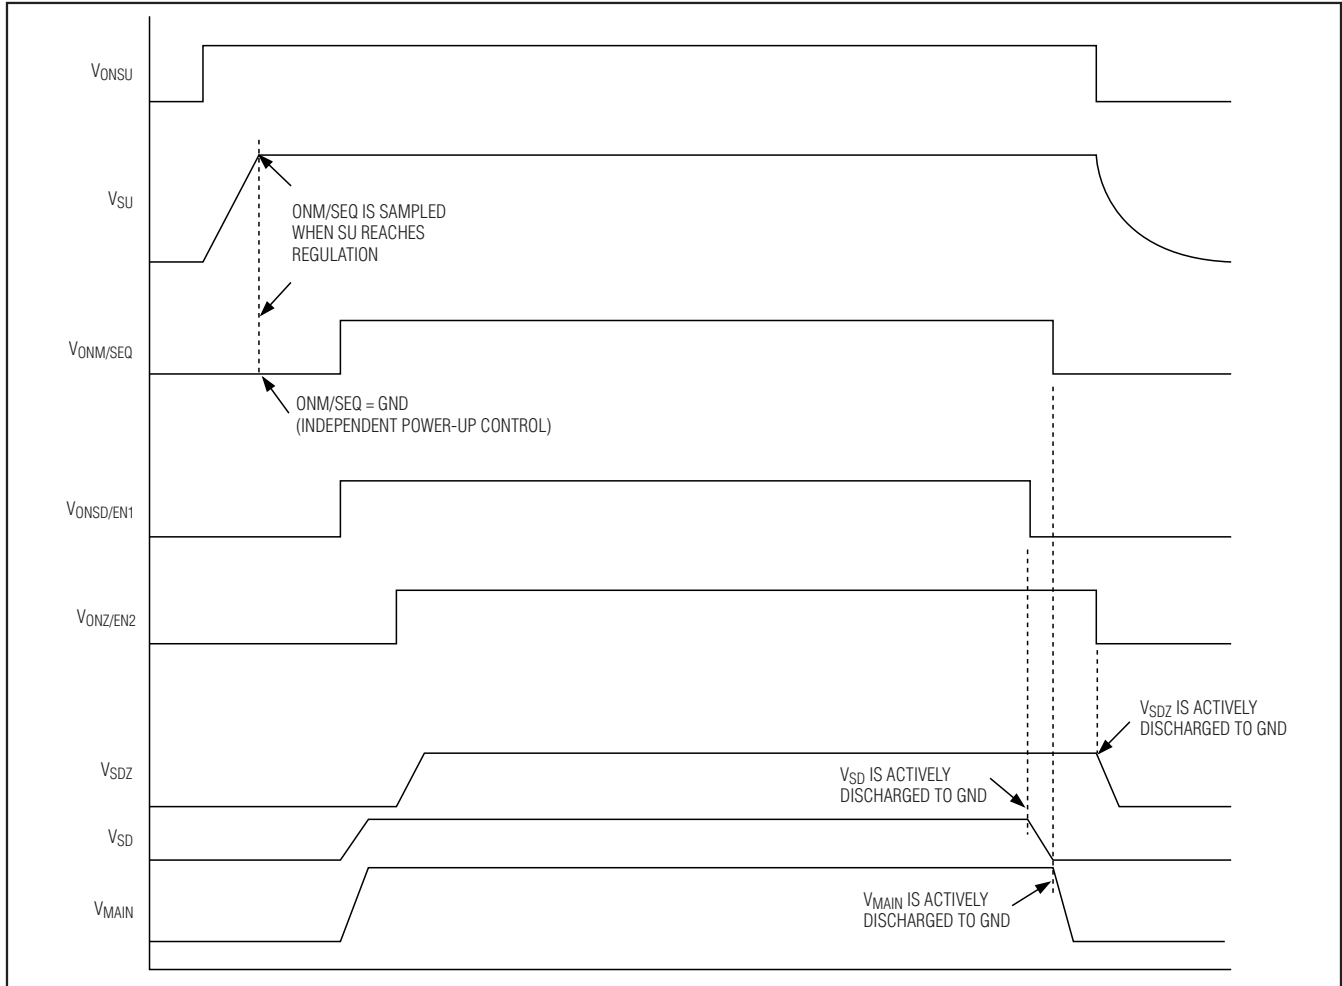 VONSU
VSU
ONM/SEQ IS SAMPLED
WHEN SU REACHES
REGULATION
VONM/SEQ
ONM/SEQ = GND
(INDEPENDENT POWER-UP CONTROL)
VONSD/EN1
VONZ/EN2
VSDZ IS ACTIVELY
DISCHARGED TO GND
VSDZ
VSD IS ACTIVELY
DISCHARGED TO GND
VSD
VMAIN IS ACTIVELY
DISCHARGED TO GND
VMAIN